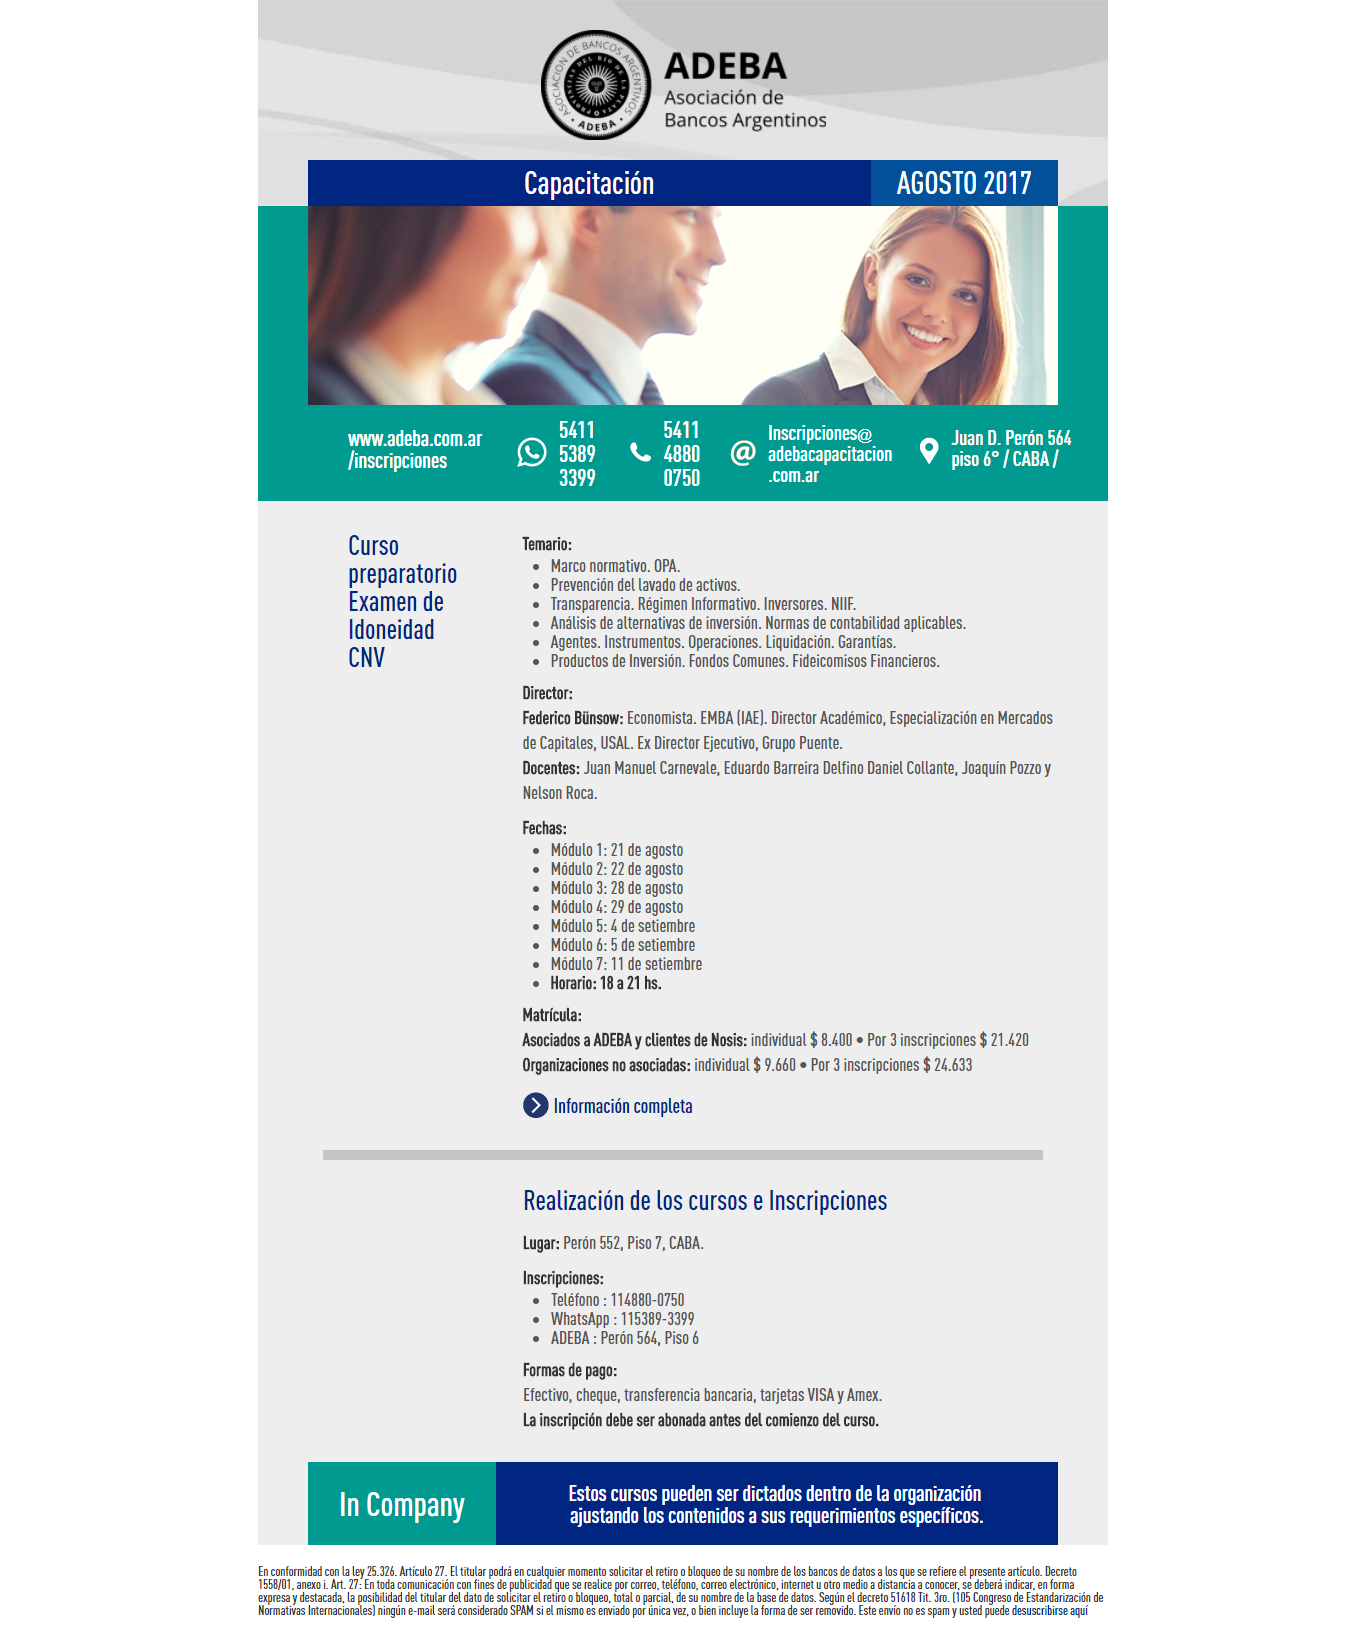 ASOCIACION DE BANCOS ARGENTINOS
• ADEBA •
ADEBA
Asociación de
Bancos Argentinos
Capacitación
AGOSTO 2017
www.adeba.com.ar
/inscripciones
5411
5389
3399
5411
4880
0750
Inscripciones@
adebacapacitacion
.com.ar
Juan D. Perón 564
piso 6° / CABA /
Curso
preparatorio
Examen de
Idoneidad
CNV
Temario:
• Marco normativo. OPA.
• Prevención del lavado de activos.
• Transparencia. Régimen Informativo. Inversores. NIIF.
• Análisis de alternativas de inversión. Normas de contabilidad aplicables.
• Agentes. Instrumentos. Operaciones. Liquidación. Garantías.
• Productos de Inversión. Fondos Comunes. Fideicomisos Financieros.
Director:
Federico Bünsow: Economista. EMBA (IAE). Director Académico, Especialización en Mercados
de Capitales, USAL. Ex Director Ejecutivo, Grupo Puente.
Docentes: Juan Manuel Carnevale, Eduardo Barreira Delfino Daniel Collante, Joaquín Pozzo y
Nelson Roca.
Fechas:
• Módulo 1: 21 de agosto
• Módulo 2: 22 de agosto
• Módulo 3: 28 de agosto
• Módulo 4: 29 de agosto
• Módulo 5: 4 de setiembre
• Módulo 6: 5 de setiembre
• Módulo 7: 11 de setiembre
• Horario: 18 a 21 hs.
Matrícula:
Asociados a ADEBA y clientes de Nosis: individual $ 8.400 • Por 3 inscripciones $ 21.420
Organizaciones no asociadas: individual $ 9.660 • Por 3 inscripciones $ 24.633
Información completa
Realización de los cursos e Inscripciones
Lugar: Perón 552, Piso 7, CABA.
Inscripciones:
• Teléfono : 114880-0750
• WhatsApp : 115389-3399
• ADEBA : Perón 564, Piso 6
Formas de pago:
Efectivo, cheque, transferencia bancaria, tarjetas VISA y Amex.
La inscripción debe ser abonada antes del comienzo del curso.
In Company
Estos cursos pueden ser dictados dentro de la organización
ajustando los contenidos a sus requerimientos específicos.
En conformidad con la ley 25.326. Artículo 27. El titular podrá en cualquier momento solicitar el retiro o bloqueo de su nombre de los bancos de datos a los que se refiere el presente artículo. Decreto
1558/01, anexo i. Art. 27: En toda comunicación con fines de publicidad que se realice por correo, teléfono, correo electrónico, internet u otro medio a distancia a conocer, se deberá indicar, en forma
expresa y destacada, la posibilidad del titular del dato de solicitar el retiro o bloqueo, total o parcial, de su nombre de la base de datos. Según el decreto 51618 Tit. 3ro. (105 Congreso de Estandarización de
Normativas Internacionales) ningún e-mail será considerado SPAM si el mismo es enviado por única vez, o bien incluye la forma de ser removido. Este envío no es spam y usted puede desuscribirse aquí